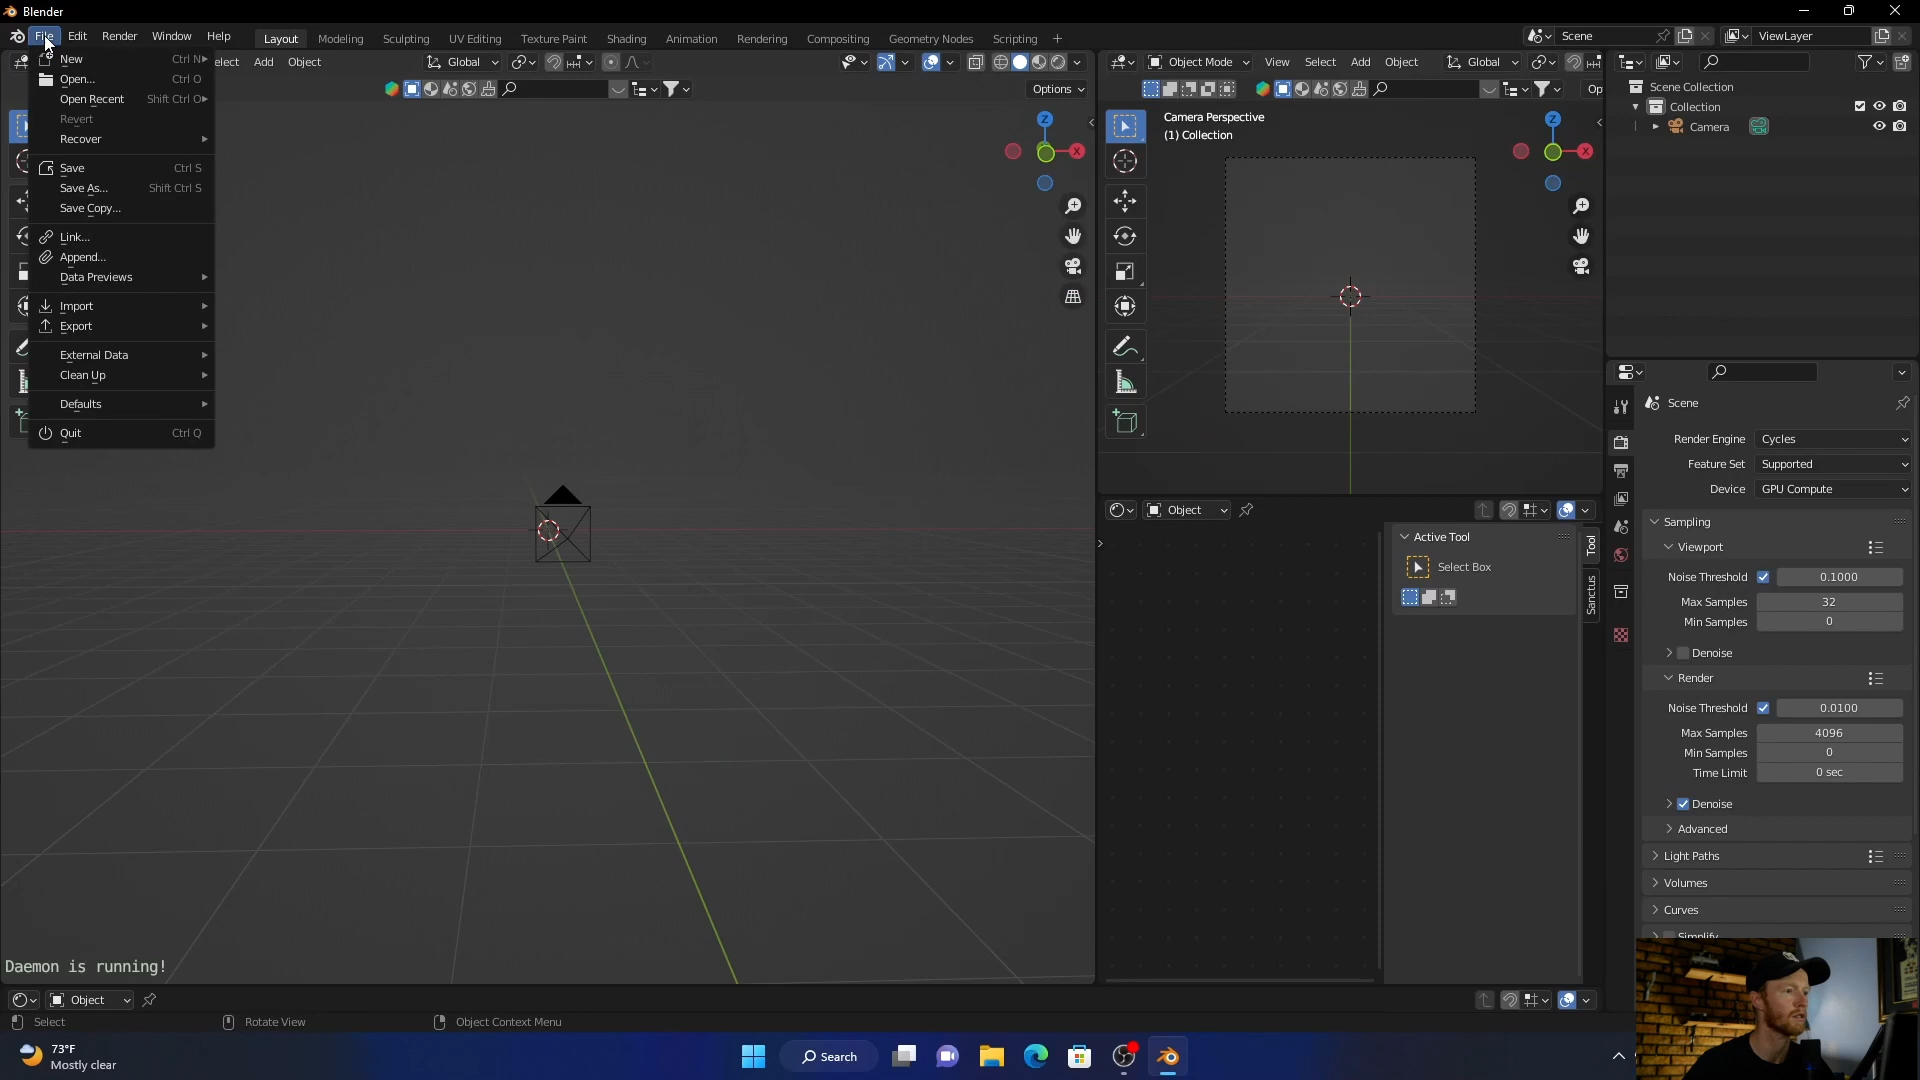 Blender
File Edit Render Window Help Layout Modeling Sculpting UV Editing Texture Paint Shading Animation Rendering Compositing Geometry Nodes Scripting + Scene ViewLayer
elect Add Object Global Object Mode View Select Add Object Global
Options Op
New Ctrl N
Open... Ctrl O
Open Recent Shift Ctrl O
Revert
Recover
Save Ctrl S
Save As... Shift Ctrl S
Save Copy...
Link...
Append...
Data Previews
Import
Export
External Data
Clean Up
Defaults
Quit Ctrl Q
Z
X
Daemon is running!
Camera Perspective
(1) Collection
Z
X
Object
Active Tool
Select Box
Tool
Sanctus
Scene Collection
Collection
Camera
Scene
Render Engine Cycles
Feature Set Supported
Device GPU Compute
Sampling
Viewport
Noise Threshold 0.1000
Max Samples 32
Min Samples 0
Denoise
Render
Noise Threshold 0.0100
Max Samples 4096
Min Samples 0
Time Limit 0 sec
Denoise
Advanced
Light Paths
Volumes
Curves
Simplify
Object
Select Rotate View Object Context Menu
73°F
Mostly clear
Search